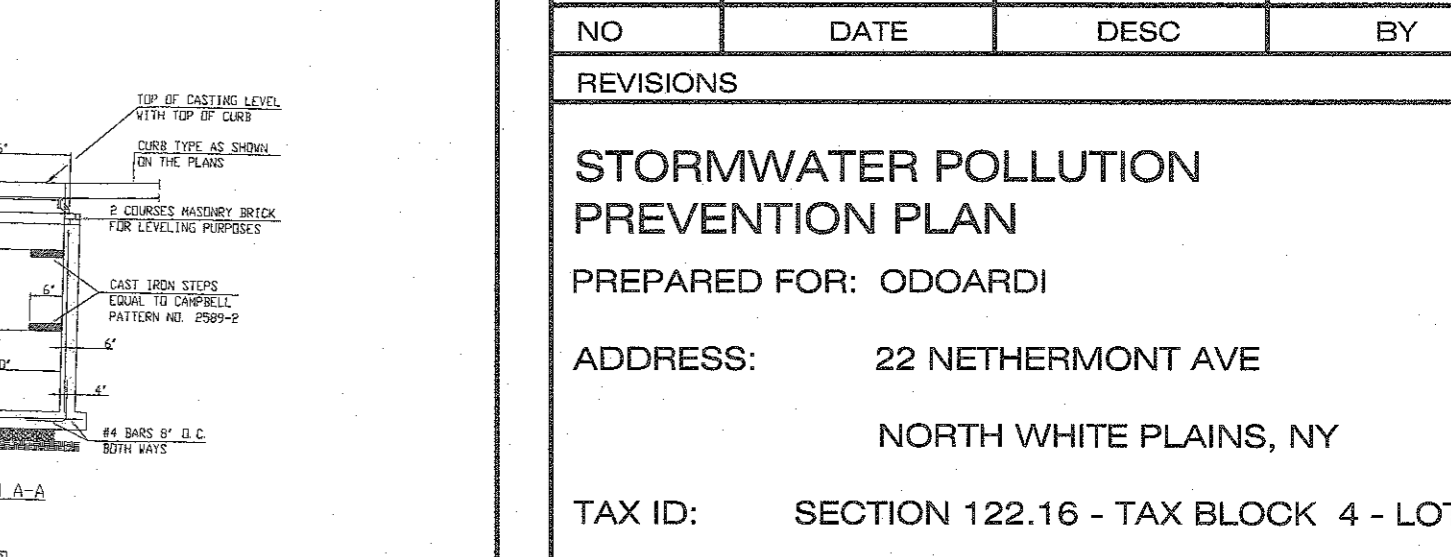 TOP OF CASTING LEVEL
WITH TOP OF CURB
CURB TYPE AS SHOWN
ON THE PLANS
2 COURSES MASONRY BRICK
FOR LEVELING PURPOSES
6"
CAST IRON STEPS
EQUAL TO CAMPBELL
PATTERN NO. 2589-2
6"
4"
#4 BARS 8" O.C.
BOTH WAYS
A-A
NO DATE DESC BY
REVISIONS
STORMWATER POLLUTION
PREVENTION PLAN
PREPARED FOR: ODOARDI
ADDRESS: 22 NETHERMONT AVE
NORTH WHITE PLAINS, NY
TAX ID: SECTION 122.16 - TAX BLOCK 4 - LOT